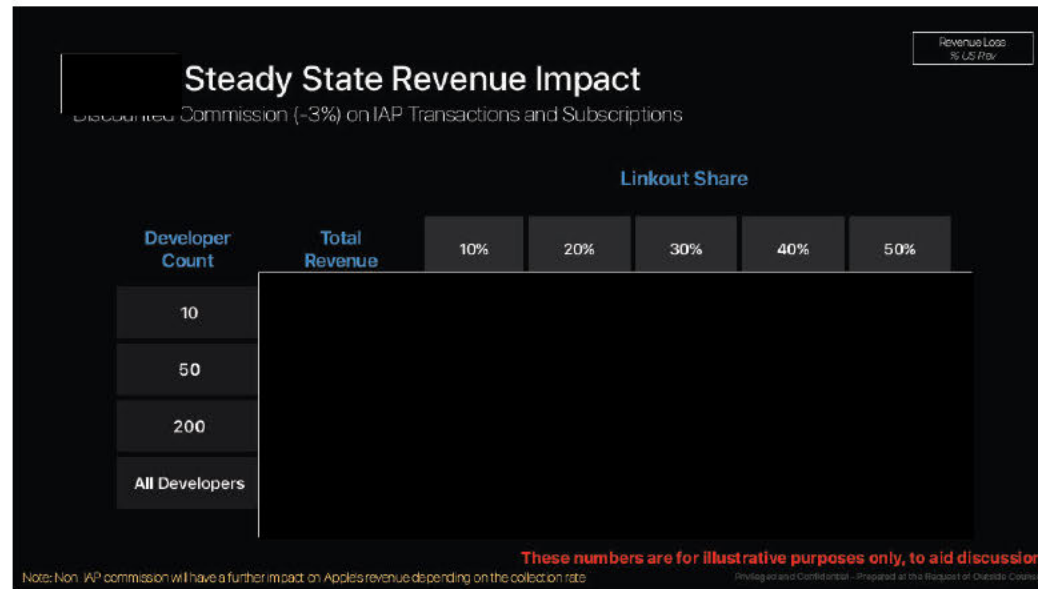 Revenue Loss
% US Rev
Steady State Revenue Impact
Discounted Commission (-3%) on IAP Transactions and Subscriptions
Linkout Share
Developer Count
Total Revenue
10%
20%
30%
40%
50%
10
50
200
All Developers
These numbers are for illustrative purposes only, to aid discussion
Note: Non IAP commission will have a further impact on Apple's revenue depending on the collection rate
Privileged and Confidential - Prepared at the Request of Outside Counsel